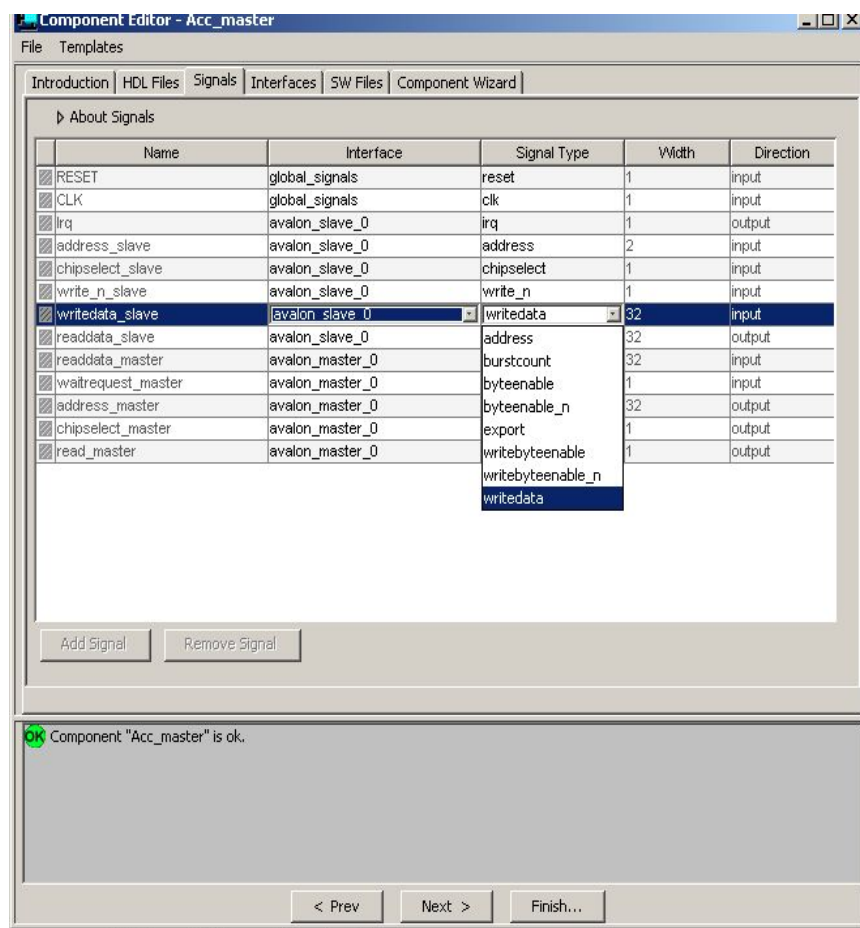 Component Editor - Acc_master
File Templates
Introduction HDL Files Signals Interfaces SW Files Component Wizard
About Signals
Name Interface Signal Type Width Direction
RESET global_signals reset 1 input
CLK global_signals clk 1 input
Irq avalon_slave_0 irq 1 output
address_slave avalon_slave_0 address 2 input
chipselect_slave avalon_slave_0 chipselect 1 input
write_n_slave avalon_slave_0 write_n 1 input
writedata_slave avalon_slave_0 writedata 32 input
readdata_slave avalon_slave_0 address 32 output
readdata_master avalon_master_0 burstcount 32 input
waitrequest_master avalon_master_0 byteenable 1 input
address_master avalon_master_0 byteenable_n 32 output
chipselect_master avalon_master_0 export 1 output
read_master avalon_master_0 writebyteenable 1 output
writebyteenable_n
writedata
Add Signal Remove Signal
OK Component "Acc_master" is ok.
< Prev Next > Finish...